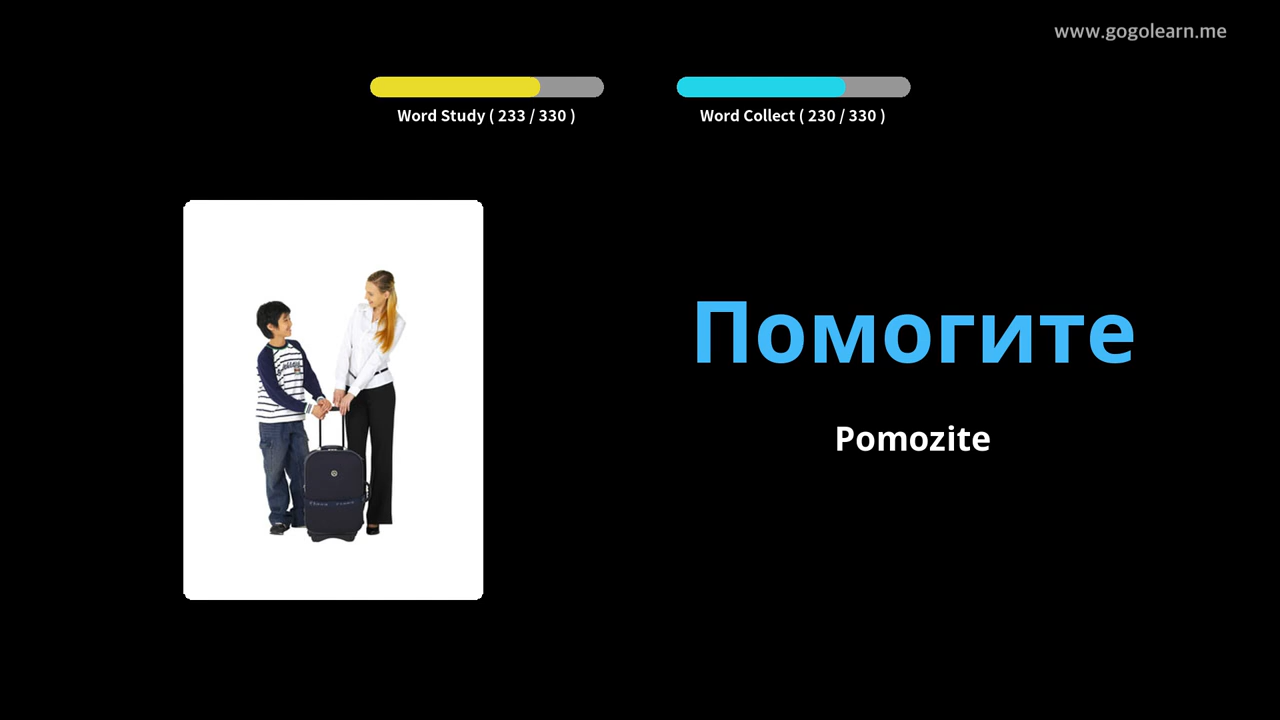 www.gogolearn.me
Word Study ( 233 / 330 )
Word Collect ( 230 / 330 )
Помогите
Pomozite